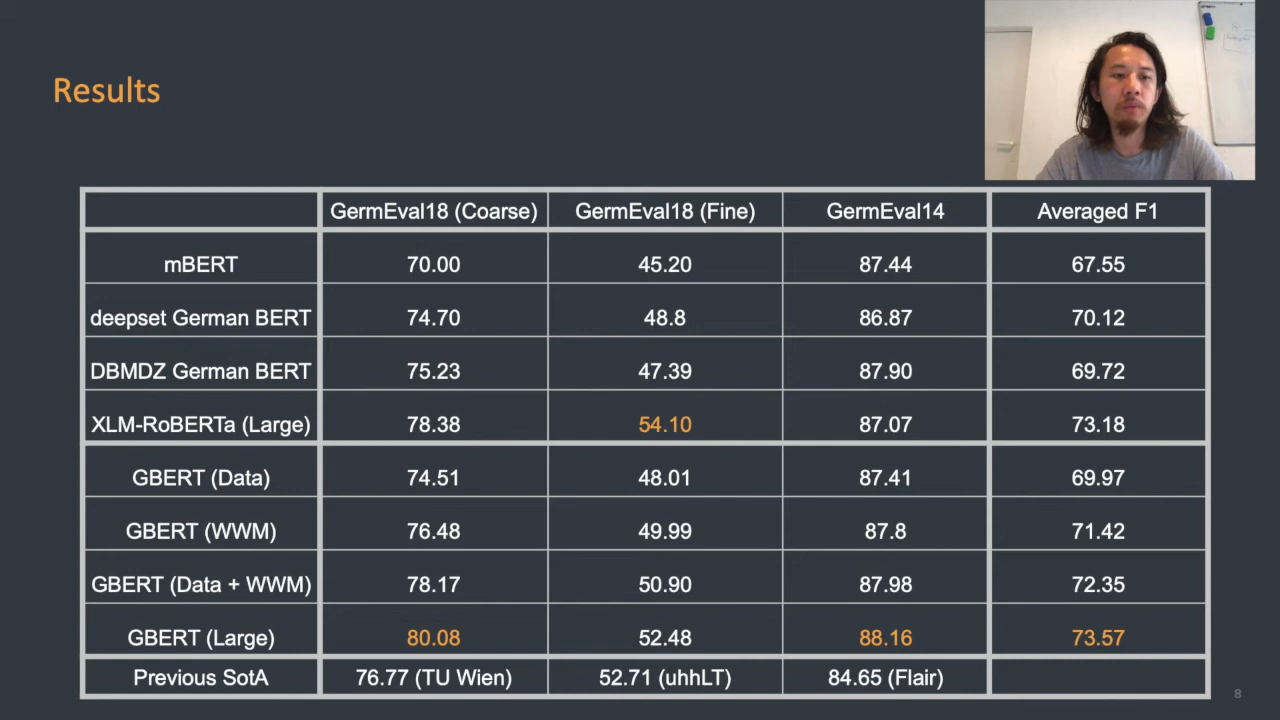 Results
GermEval18 (Coarse) GermEval18 (Fine) GermEval14 Averaged F1
mBERT 70.00 45.20 87.44 67.55
deepset German BERT 74.70 48.8 86.87 70.12
DBMDZ German BERT 75.23 47.39 87.90 69.72
XLM-RoBERTa (Large) 78.38 54.10 87.07 73.18
GBERT (Data) 74.51 48.01 87.41 69.97
GBERT (WWM) 76.48 49.99 87.8 71.42
GBERT (Data + WWM) 78.17 50.90 87.98 72.35
GBERT (Large) 80.08 52.48 88.16 73.57
Previous SotA 76.77 (TU Wien) 52.71 (uhhLT) 84.65 (Flair)
8